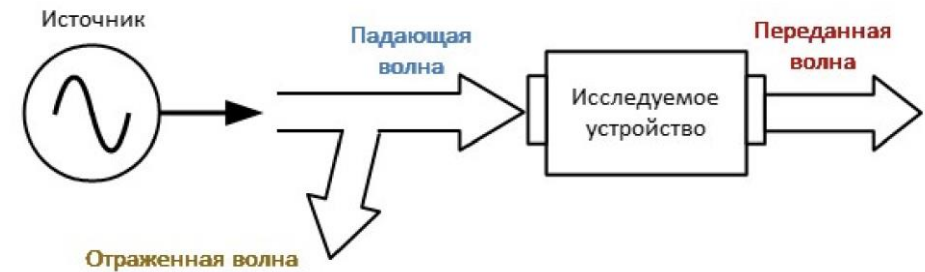 Источник
Падающая
волна
Переданная
волна
Исследуемое
устройство
Отраженная волна